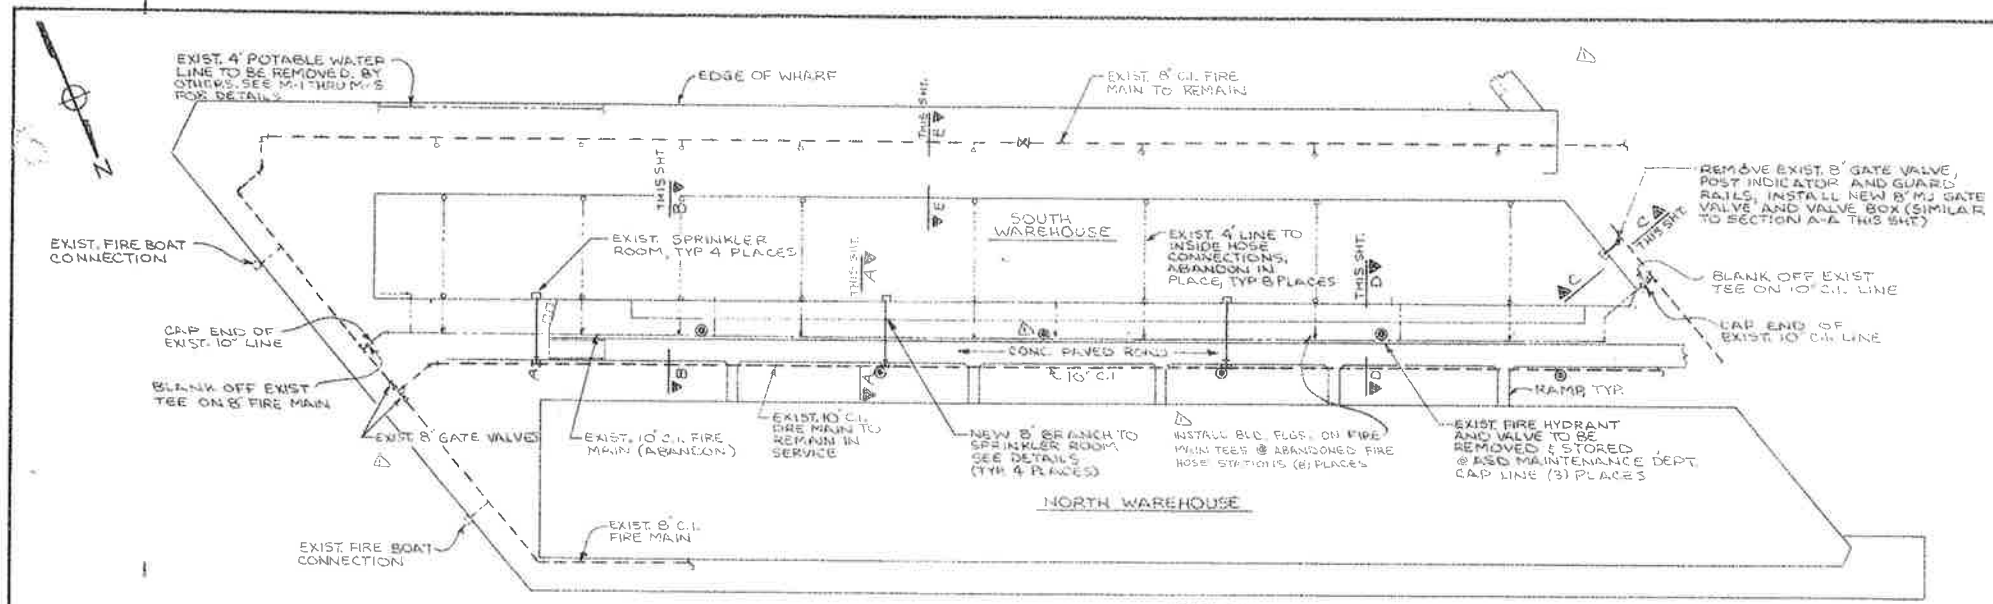 EXIST. 4" POTABLE WATER
LINE TO BE REMOVED. BY
OTHERS. SEE M-1 THRU M-5
FOR DETAILS
EDGE OF WHARF
EXIST. 8" C.I. FIRE
MAIN TO REMAIN
THIS SHT.
E
E
THIS SHT.
B
N
REMOVE EXIST. 8" GATE VALVE,
POST INDICATOR AND GUARD
RAILS, INSTALL NEW 8" MJ GATE
VALVE AND VALVE BOX (SIMILAR
TO SECTION A-A THIS SHT)
C
THIS SHT.
C
SOUTH
WAREHOUSE
EXIST. SPRINKLER
ROOM, TYP 4 PLACES
EXIST. 4" LINE TO
INSIDE HOSE
CONNECTIONS,
ABANDON IN
PLACE, TYP 8 PLACES
THIS SHT.
A
THIS SHT.
D
EXIST. FIRE BOAT
CONNECTION
BLANK OFF EXIST
TEE ON 10" C.I. LINE
CAP END OF
EXIST. 10" LINE
CAP END OF
EXIST. 10" C.I. LINE
CONC. PAVED ROAD
10" C.I.
A
B
A
D
BLANK OFF EXIST
TEE ON 8" FIRE MAIN
RAMP, TYP.
EXIST 8" GATE VALVES
EXIST. 10" C.I. FIRE
MAIN (ABANDON)
EXIST. 10" C.I.
FIRE MAIN TO
REMAIN IN
SERVICE
NEW 8" BRANCH TO
SPRINKLER ROOM
SEE DETAILS
(TYP. 4 PLACES)
INSTALL BLD. FLGS. ON FIRE
MAIN TEES @ ABANDONED FIRE
HOSE STATIONS (8) PLACES
EXIST FIRE HYDRANT
AND VALVE TO BE
REMOVED & STORED
@ ASD MAINTENANCE DEPT.
CAP LINE (3) PLACES
NORTH WAREHOUSE
EXIST. 8" C.I.
FIRE MAIN
EXIST. FIRE BOAT
CONNECTION